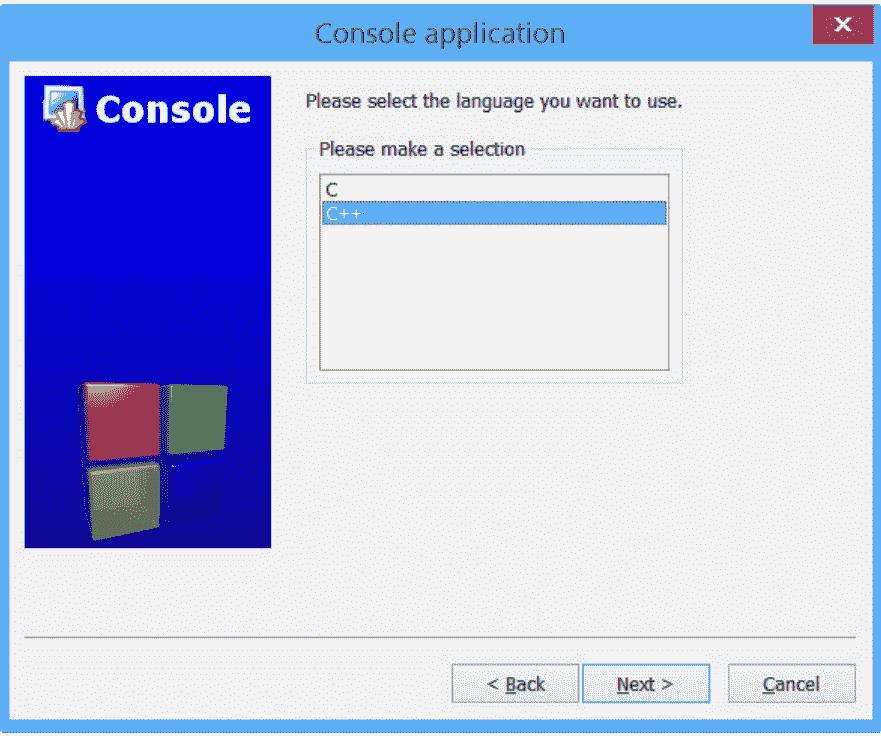 Console application
Console
Please select the language you want to use.
Please make a selection
C
C++
< Back
Next >
Cancel